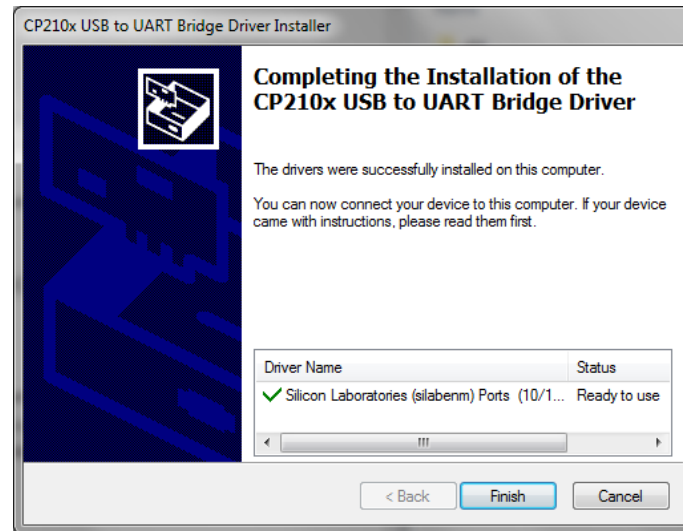 CP210x USB to UART Bridge Driver Installer
Completing the Installation of the
CP210x USB to UART Bridge Driver
The drivers were successfully installed on this computer.
You can now connect your device to this computer. If your device
came with instructions, please read them first.
Driver Name Status
Silicon Laboratories (silabenm) Ports (10/1... Ready to use
< Back Finish Cancel